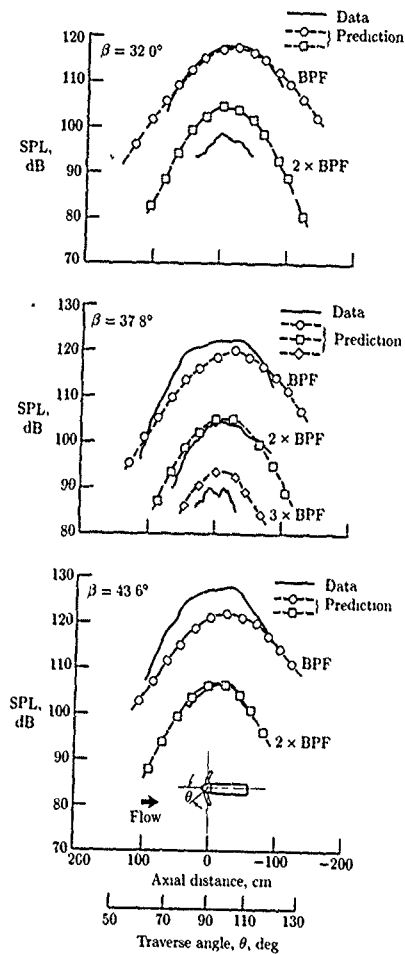 β = 32 0°
Data
Prediction
BPF
2 × BPF
SPL,
dB
120
110
100
90
80
70
β = 37 8°
Data
Prediction
BPF
2 × BPF
3 × BPF
SPL,
dB
130
120
110
100
90
80
β = 43 6°
Data
Prediction
BPF
2 × BPF
SPL,
dB
130
120
110
100
90
80
70
θ
Flow
200 100 0 -100 -200
Axial distance, cm
50 70 90 110 130
Traverse angle, θ, deg